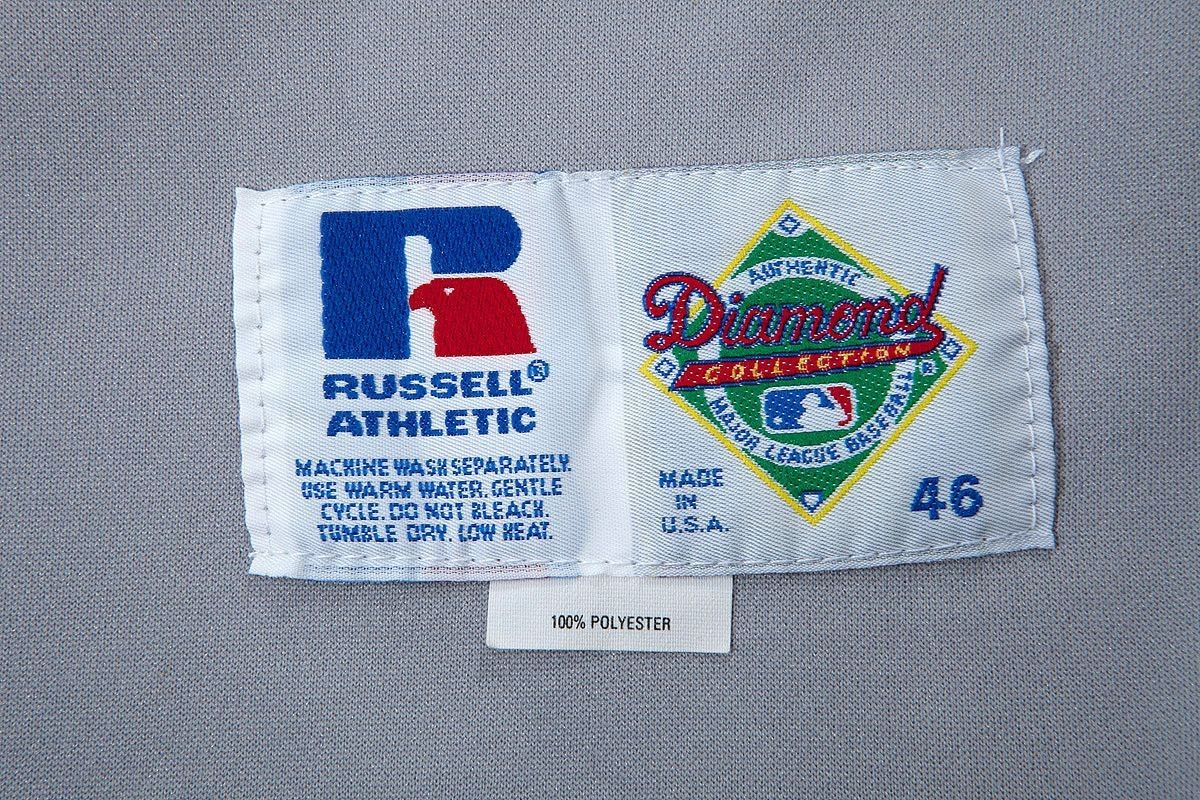 RUSSELL®
ATHLETIC
MACHINE WASH SEPARATELY.
USE WARM WATER. GENTLE
CYCLE. DO NOT BLEACH.
TUMBLE DRY. LOW HEAT.
AUTHENTIC
Diamond
COLLECTION
®
MAJOR LEAGUE BASEBALL
MADE
IN
U.S.A.
46
100% POLYESTER